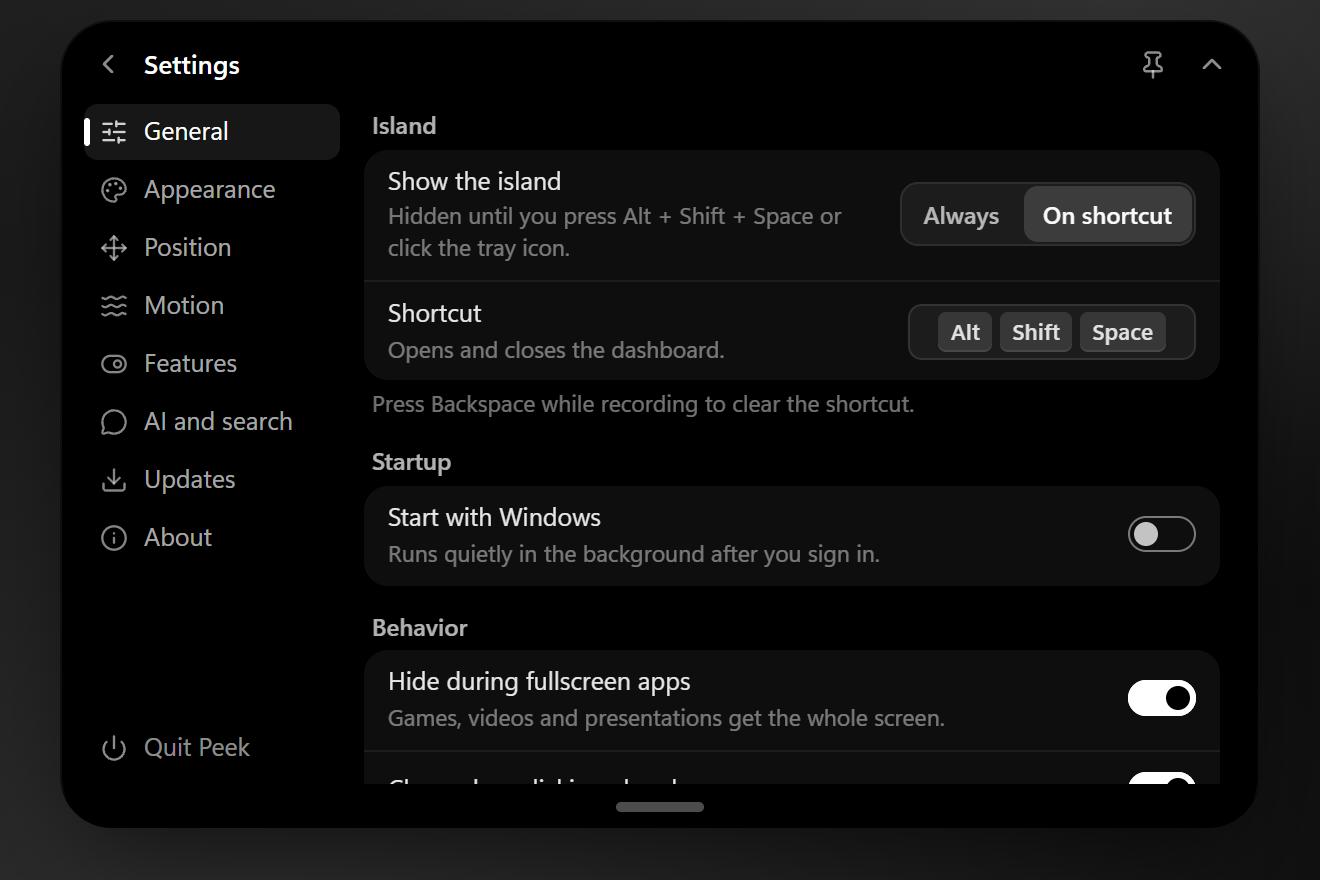 Settings
General
Appearance
Position
Motion
Features
AI and search
Updates
About
Quit Peek
Island
Show the island
Hidden until you press Alt + Shift + Space or
click the tray icon.
Always
On shortcut
Shortcut
Opens and closes the dashboard.
Alt
Shift
Space
Press Backspace while recording to clear the shortcut.
Startup
Start with Windows
Runs quietly in the background after you sign in.
Behavior
Hide during fullscreen apps
Games, videos and presentations get the whole screen.